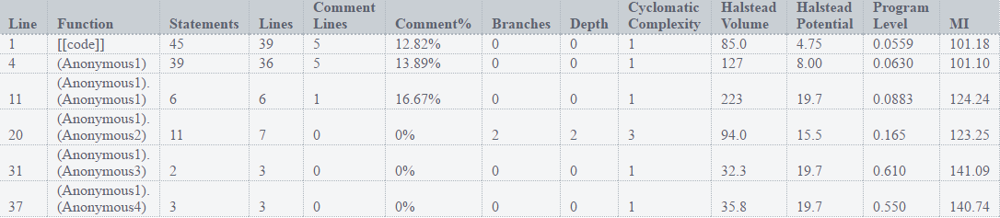 Line Function Statements Lines Comment Lines Comment% Branches Depth Cyclomatic Complexity Halstead Volume Halstead Potential Program Level MI
1 [[code]] 45 39 5 12.82% 0 0 1 85.0 4.75 0.0559 101.18
4 (Anonymous1) 39 36 5 13.89% 0 0 1 127 8.00 0.0630 101.10
11 (Anonymous1).(Anonymous1) 6 6 1 16.67% 0 0 1 223 19.7 0.0883 124.24
20 (Anonymous1).(Anonymous2) 11 7 0 0% 2 2 3 94.0 15.5 0.165 123.25
31 (Anonymous1).(Anonymous3) 2 3 0 0% 0 0 1 32.3 19.7 0.610 141.09
37 (Anonymous1).(Anonymous4) 3 3 0 0% 0 0 1 35.8 19.7 0.550 140.74